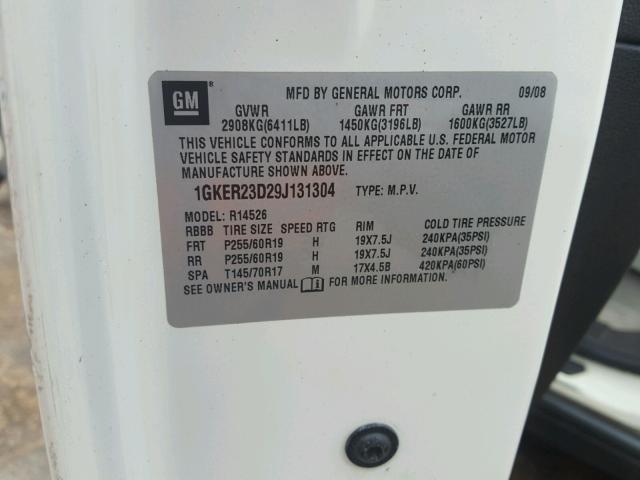 GM ® MFD BY GENERAL MOTORS CORP. 09/08
GVWR GAWR FRT GAWR RR
2908KG(6411LB) 1450KG(3196LB) 1600KG(3527LB)
THIS VEHICLE CONFORMS TO ALL APPLICABLE U.S. FEDERAL MOTOR
VEHICLE SAFETY STANDARDS IN EFFECT ON THE DATE OF
MANUFACTURE SHOWN ABOVE.
1GKER23D29J131304 TYPE: M.P.V.
MODEL: R14526
RBBB TIRE SIZE SPEED RTG RIM COLD TIRE PRESSURE
FRT P255/60R19 H 19X7.5J 240KPA(35PSI)
RR P255/60R19 H 19X7.5J 240KPA(35PSI)
SPA T145/70R17 M 17X4.5B 420KPA(60PSI)
SEE OWNER'S MANUAL FOR MORE INFORMATION.